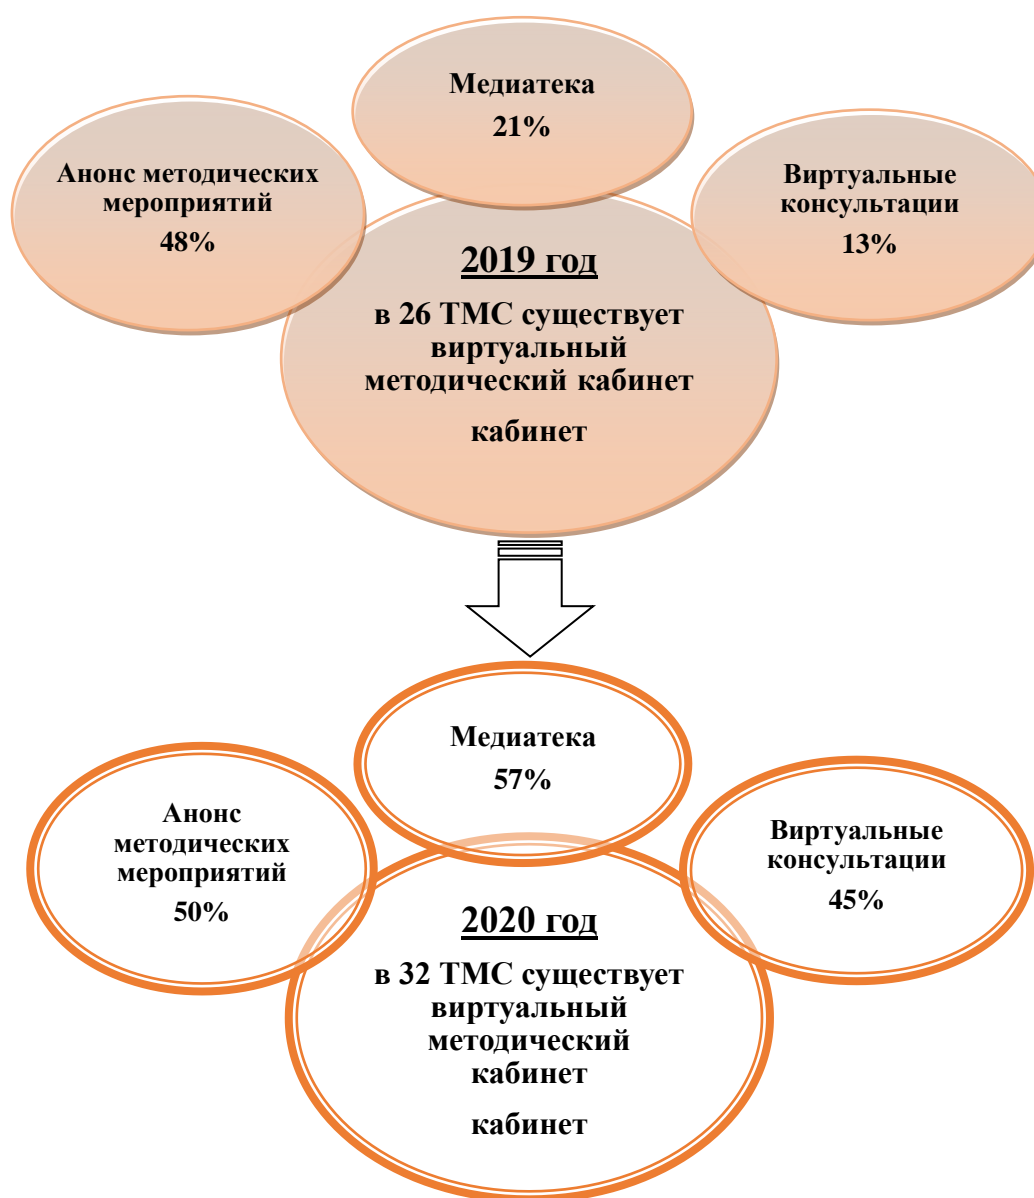 Медиатека
21%
Анонс методических
мероприятий
48%
Виртуальные
консультации
13%
2019 год
в 26 ТМС существует
виртуальный
методический кабинет
кабинет
Медиатека
57%
Анонс
методических
мероприятий
50%
Виртуальные
консультации
45%
2020 год
в 32 ТМС существует
виртуальный
методический
кабинет
кабинет